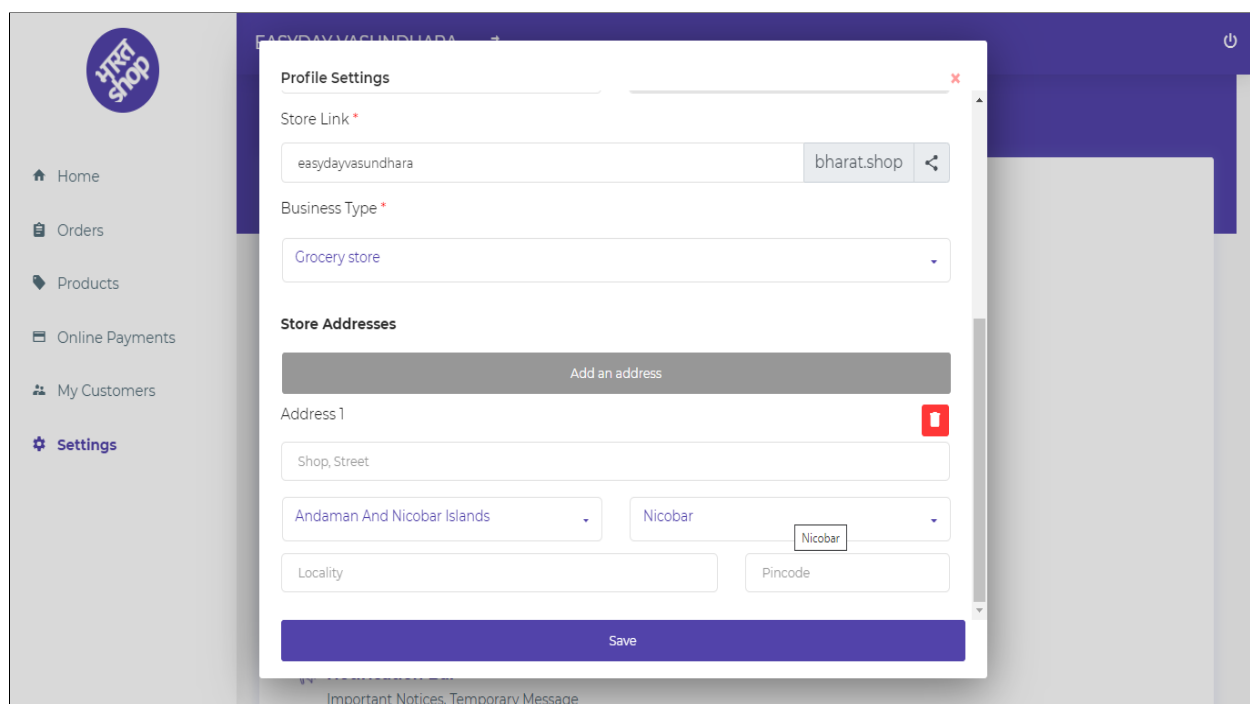 भारत
shop
EASYDAY VASUNDHARA
Home
Orders
Products
Online Payments
My Customers
Settings
Profile Settings
Store Link *
easydayvasundhara
bharat.shop
Business Type *
Grocery store
Store Addresses
Add an address
Address 1
Shop, Street
Andaman And Nicobar Islands
Nicobar
Nicobar
Locality
Pincode
Save
Important Notices, Temporary Message